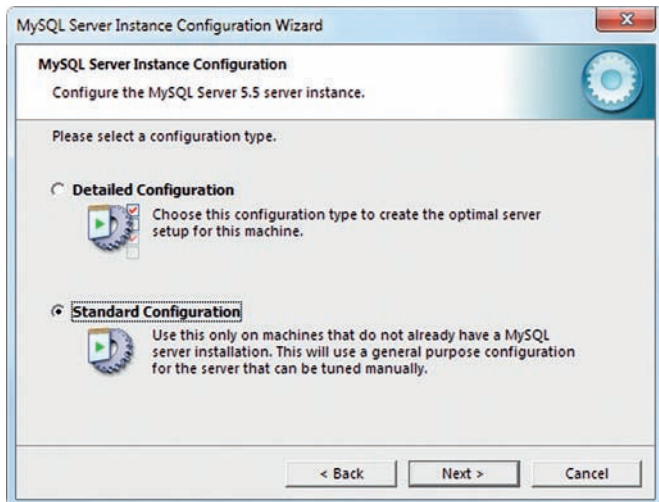 MySQL Server Instance Configuration Wizard
MySQL Server Instance Configuration
Configure the MySQL Server 5.5 server instance.
Please select a configuration type.
Detailed Configuration
Choose this configuration type to create the optimal server
setup for this machine.
Standard Configuration
Use this only on machines that do not already have a MySQL
server installation. This will use a general purpose configuration
for the server that can be tuned manually.
< Back
Next >
Cancel